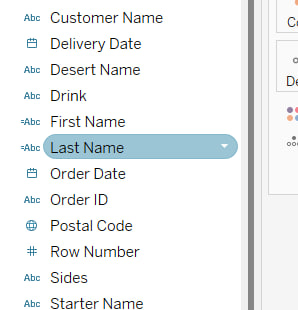 Abc Customer Name
Delivery Date
Abc Desert Name
Abc Drink
=Abc First Name
=Abc Last Name
Order Date
Abc Order ID
Postal Code
# Row Number
Abc Sides
Abc Starter Name